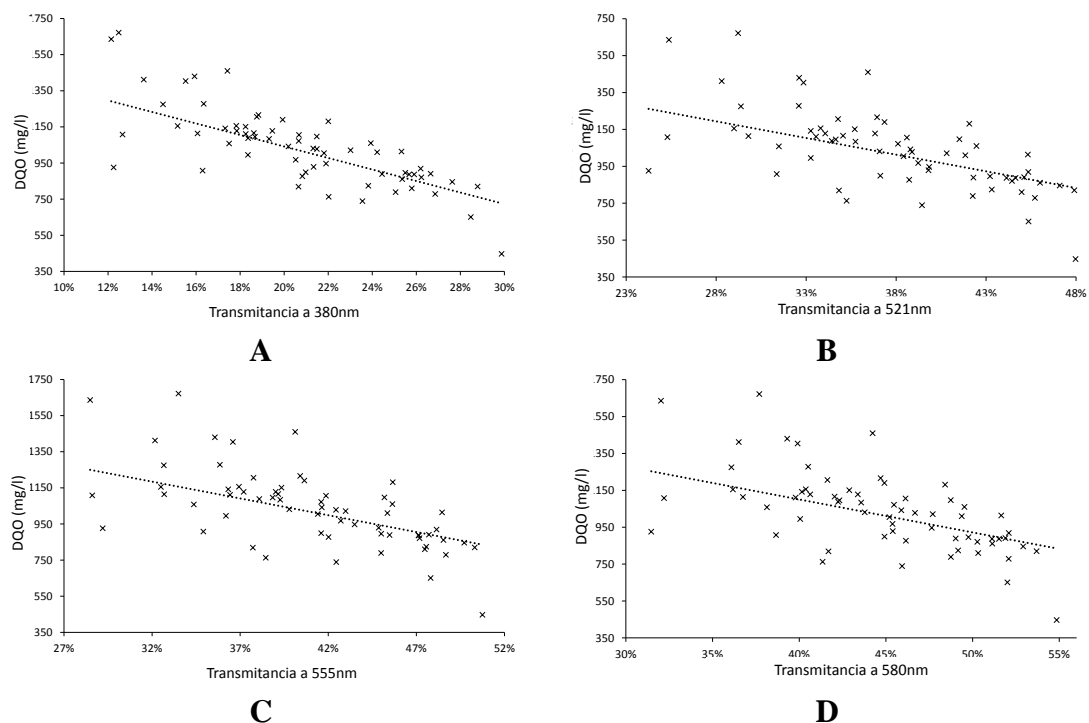 .750
.550
.350
.150
950
750
550
350
DQO (mg/l)
10% 12% 14% 16% 18% 20% 22% 24% 26% 28% 30%
Transmitancia a 380nm
A
.750
.550
.350
.150
950
750
550
350
DQO (mg/l)
23% 28% 33% 38% 43% 48%
Transmitancia a 521nm
B
1750
1550
1350
1150
950
750
550
350
DQO (mg/l)
27% 32% 37% 42% 47% 52%
Transmitancia a 555nm
C
.750
.550
.350
.150
950
750
550
350
DQO (mg/l)
30% 35% 40% 45% 50% 55%
Transmitancia a 580nm
D